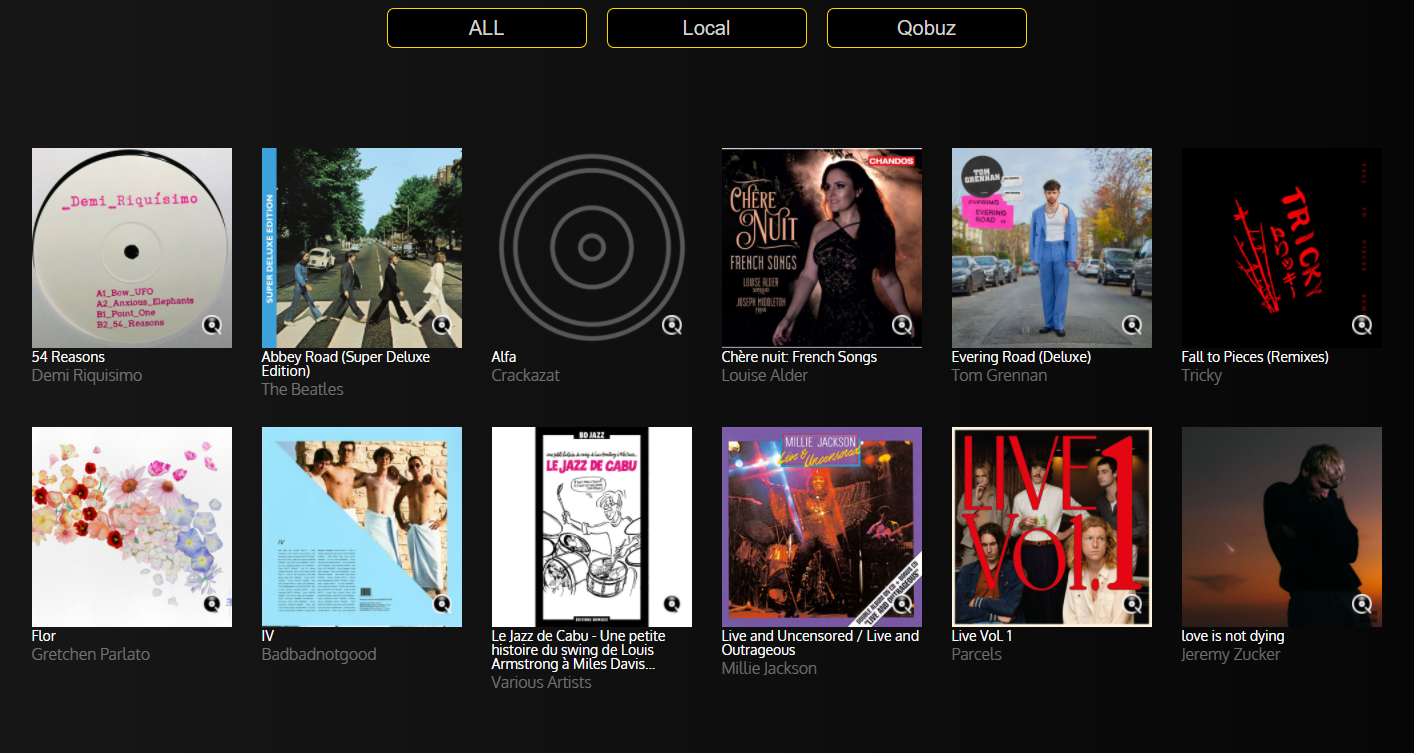 ALL
Local
Qobuz
_Demi_Riquísimo
A1_Bow_UFO
A2_Anxious_Elephants
B1_Point_One
B2_54_Reasons
54 Reasons
Demi Riquisimo
SUPER DELUXE EDITION
Abbey Road (Super Deluxe
Edition)
The Beatles
Alfa
Crackazat
CHANDOS
CHÈRE
NUIT
FRENCH SONGS
LOUISE ALDER
SOPRANO
JOSEPH MIDDLETON
PIANO
Chère nuit: French Songs
Louise Alder
TOM
GRENNAN
EVERING
ROAD
EVERING
ROAD
Evering Road (Deluxe)
Tom Grennan
TRICKY
Fall to Pieces (Remixes)
Tricky
Flor
Gretchen Parlato
IV
IV
Badbadnotgood
BD JAZZ
LE JAZZ DE CABU
Le Jazz de Cabu - Une petite
histoire du swing de Louis
Armstrong à Miles Davis...
Various Artists
MILLIE JACKSON
Live & Uncensored
Live and Uncensored / Live and
Outrageous
Millie Jackson
LIVE
Vol.1
Live Vol. 1
Parcels
love is not dying
Jeremy Zucker